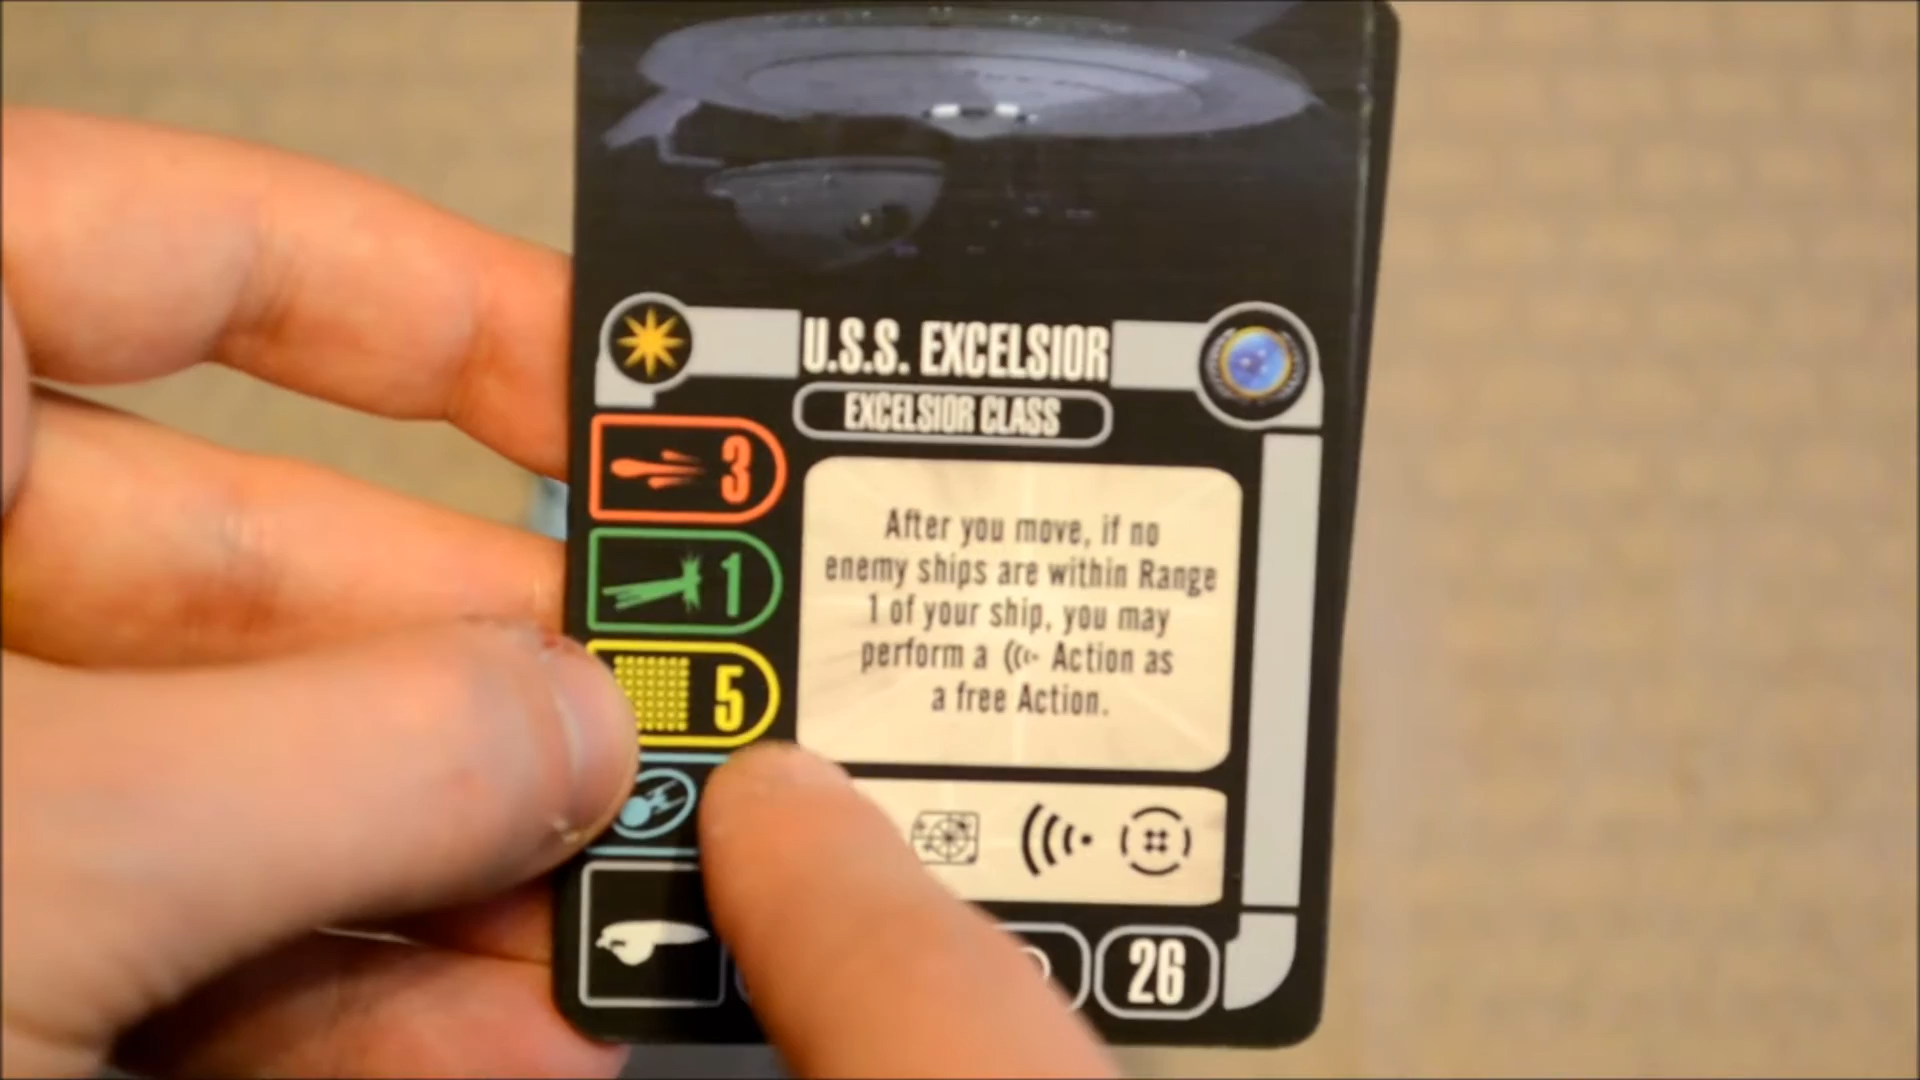 U.S.S. EXCELSIOR
EXCELSIOR CLASS
3
1
5
After you move, if no
enemy ships are within Range
1 of your ship, you may
perform a Action as
a free Action.
26